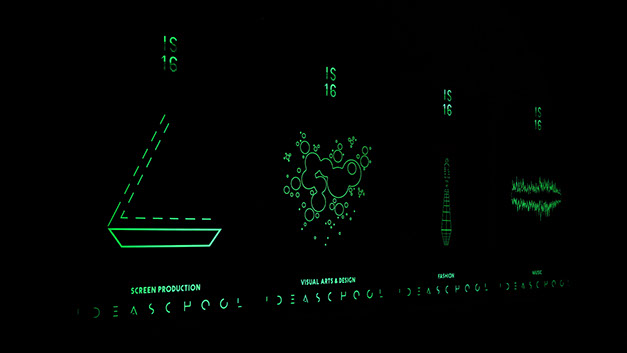 IS
16
SCREEN PRODUCTION
IDEASCHOOL
IS
16
VISUAL ARTS & DESIGN
IDEASCHOOL
IS
16
FASHION
IDEASCHOOL
IS
16
MUSIC
IDEASCHOOL